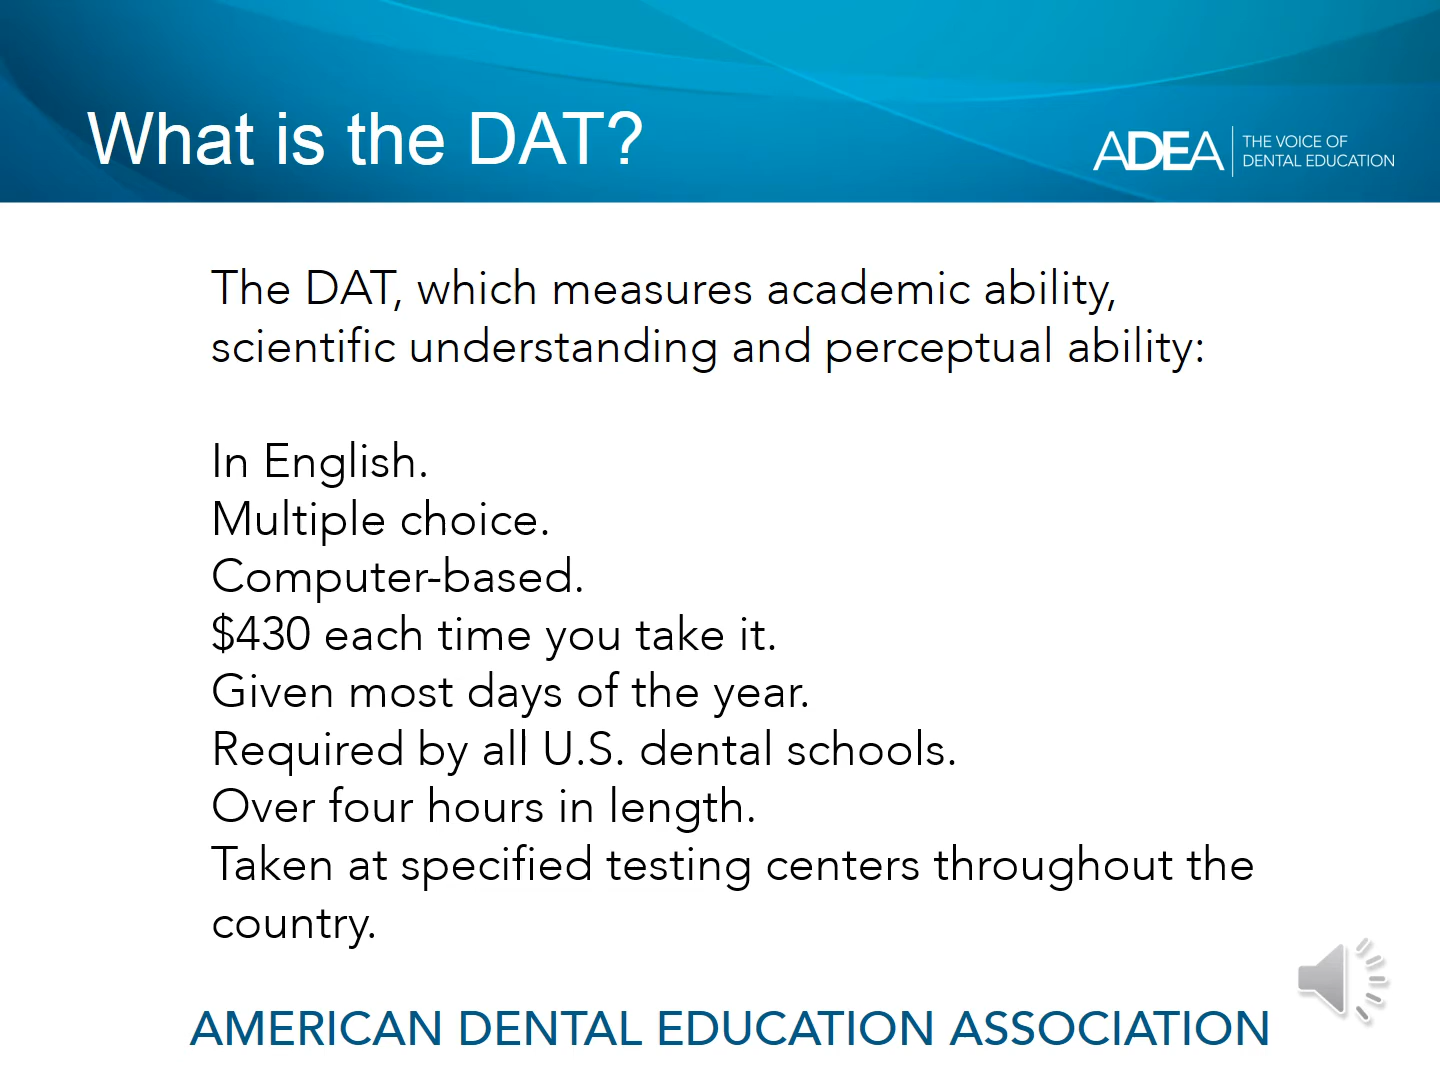 What is the DAT?
ADEA
THE VOICE OF
DENTAL EDUCATION
The DAT, which measures academic ability,
scientific understanding and perceptual ability:
In English.
Multiple choice.
Computer-based.
$430 each time you take it.
Given most days of the year.
Required by all U.S. dental schools.
Over four hours in length.
Taken at specified testing centers throughout the
country.
AMERICAN DENTAL EDUCATION ASSOCIATION